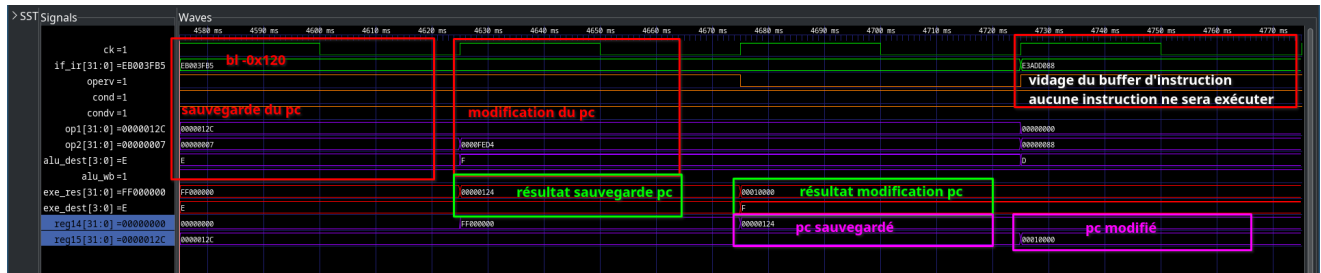 SST Signals Waves
4580 ms 4590 ms 4600 ms 4610 ms 4620 ms 4630 ms 4640 ms 4650 ms 4660 ms 4670 ms 4680 ms 4690 ms 4700 ms 4710 ms 4720 ms 4730 ms 4740 ms 4750 ms 4760 ms 4770 ms
ck=1
if_ir[31:0]=EB003FB5 EB003FB5 bl -0x120 E3ADD088
operv=1 vidage du buffer d'instruction
cond=1 aucune instruction ne sera exécuter
condv=1 sauvegarde du pc modification du pc
op1[31:0]=0000012C 0000012C 00000000
op2[31:0]=00000007 00000007 0000FED4 00000088
alu_dest[3:0]=E E F D
alu_wb=1
exe_res[31:0]=FF000000 FF000000 00000124 résultat sauvegarde pc 00010000 résultat modification pc
exe_dest[3:0]=E E F
reg14[31:0]=00000000 00000000 FF000000 00000124 pc sauvegardé pc modifié
reg15[31:0]=0000012C 0000012C 00010000